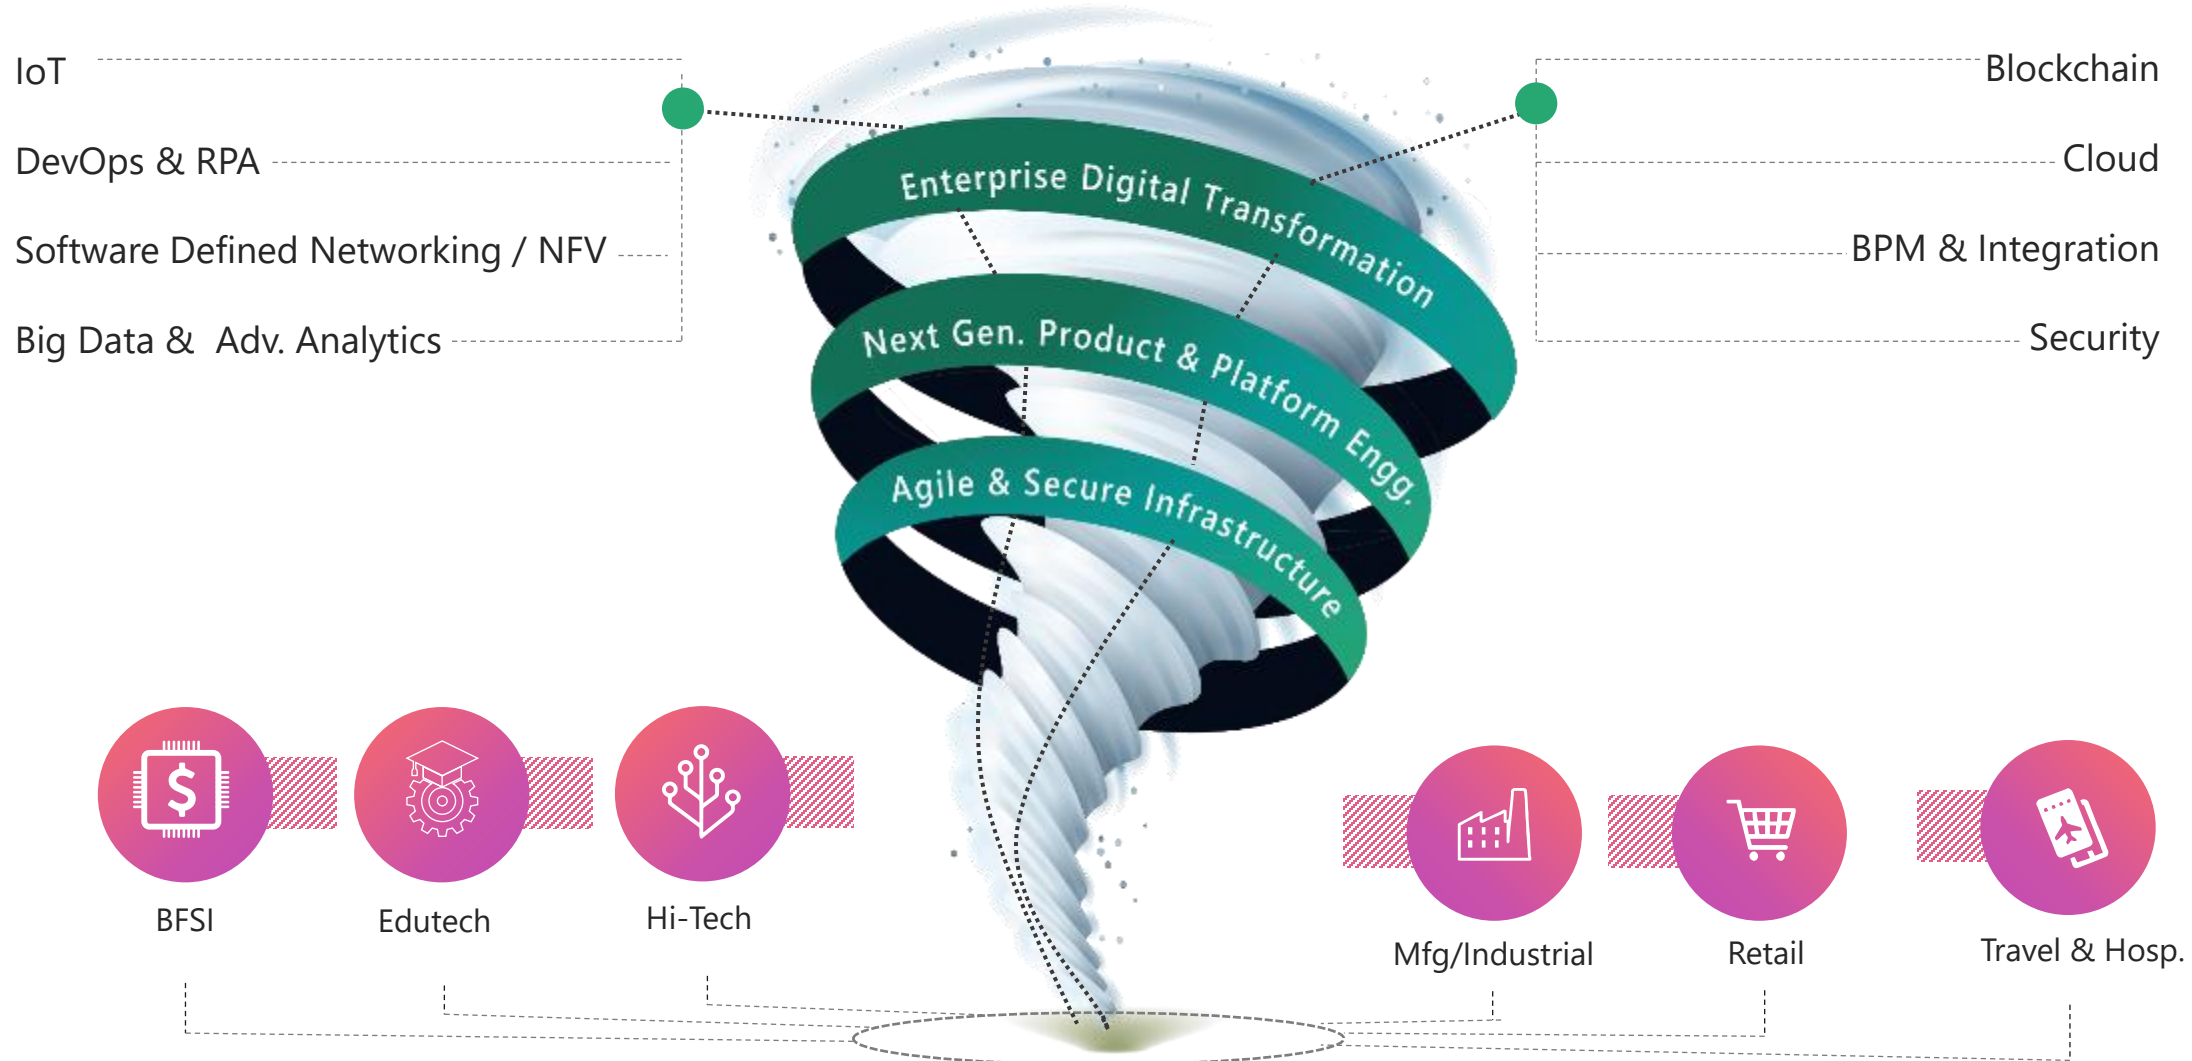 IoT
DevOps & RPA
Software Defined Networking / NFV
Big Data & Adv. Analytics
Blockchain
Cloud
BPM & Integration
Security
Enterprise Digital Transformation
Next Gen. Product & Platform Engg.
Agile & Secure Infrastructure
$
BFSI
Edutech
Hi-Tech
Mfg/Industrial
Retail
Travel & Hosp.